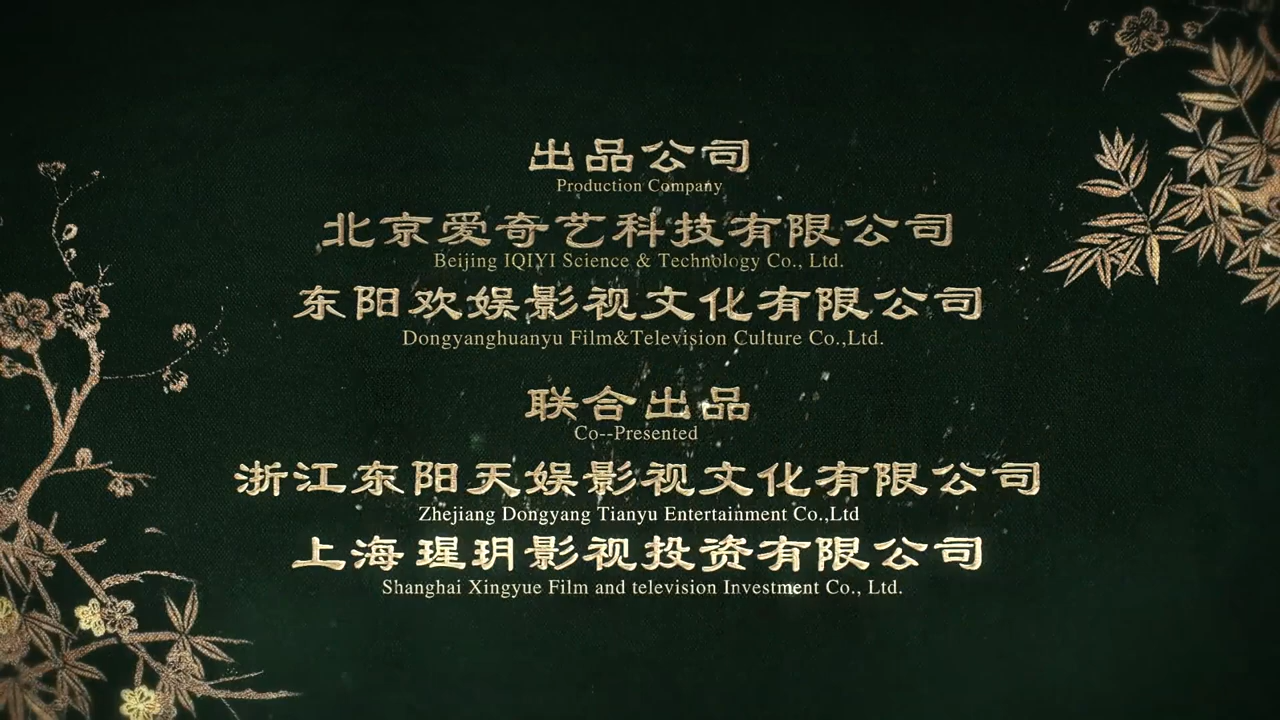 出品公司
Production Company
北京爱奇艺科技有限公司
Beijing IQIYI Science & Technology Co., Ltd.
东阳欢娱影视文化有限公司
Dongyanghuanyu Film&Television Culture Co.,Ltd.
联合出品
Co--Presented
浙江东阳天娱影视文化有限公司
Zhejiang Dongyang Tianyu Entertainment Co.,Ltd
上海瑆玥影视投资有限公司
Shanghai Xingyue Film and television Investment Co., Ltd.